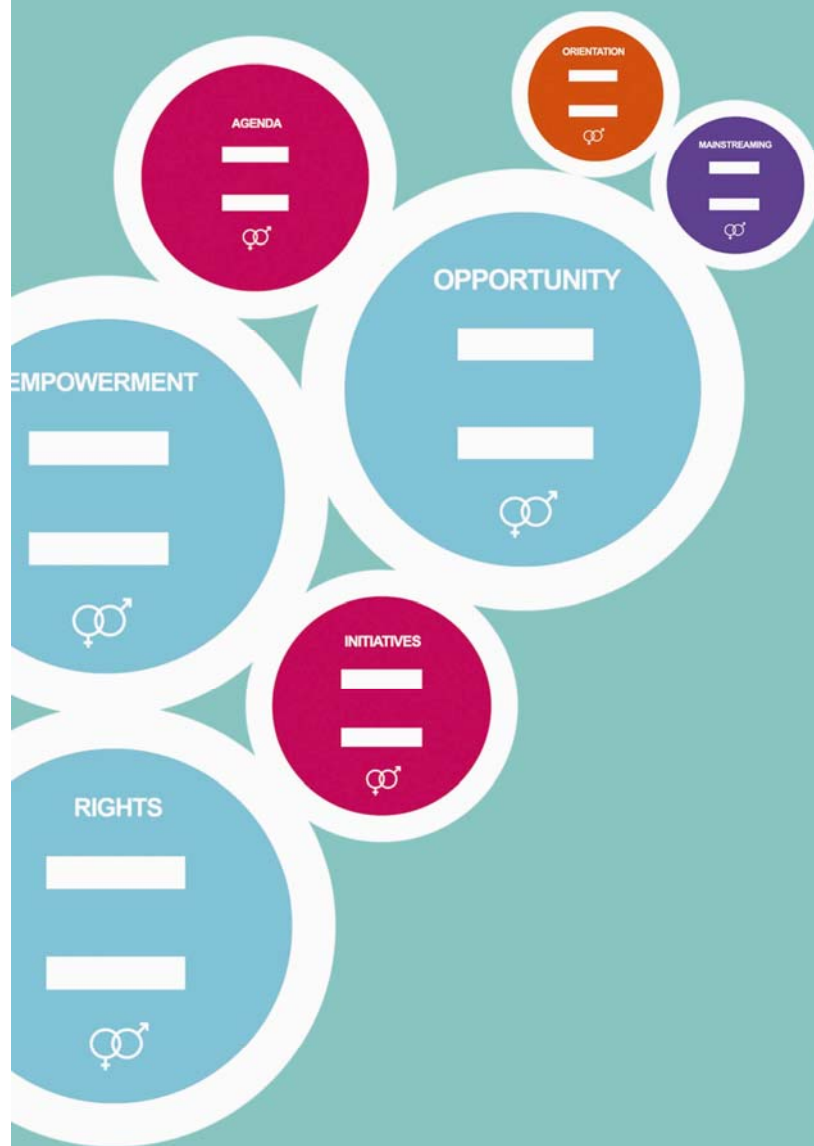 ORIENTATION
AGENDA
MAINSTREAMING
OPPORTUNITY
EMPOWERMENT
INITIATIVES
RIGHTS